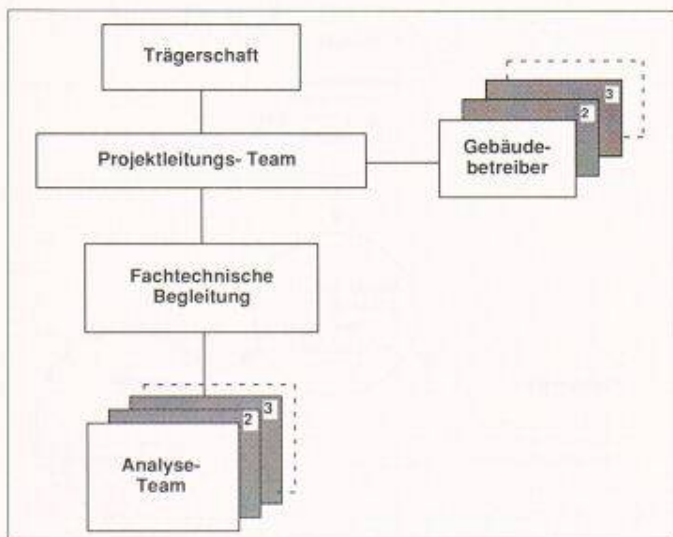 Trägerschaft
Projektleitungs- Team
3
2
Gebäude-
betreiber
Fachtechnische
Begleitung
3
2
Analyse-
Team